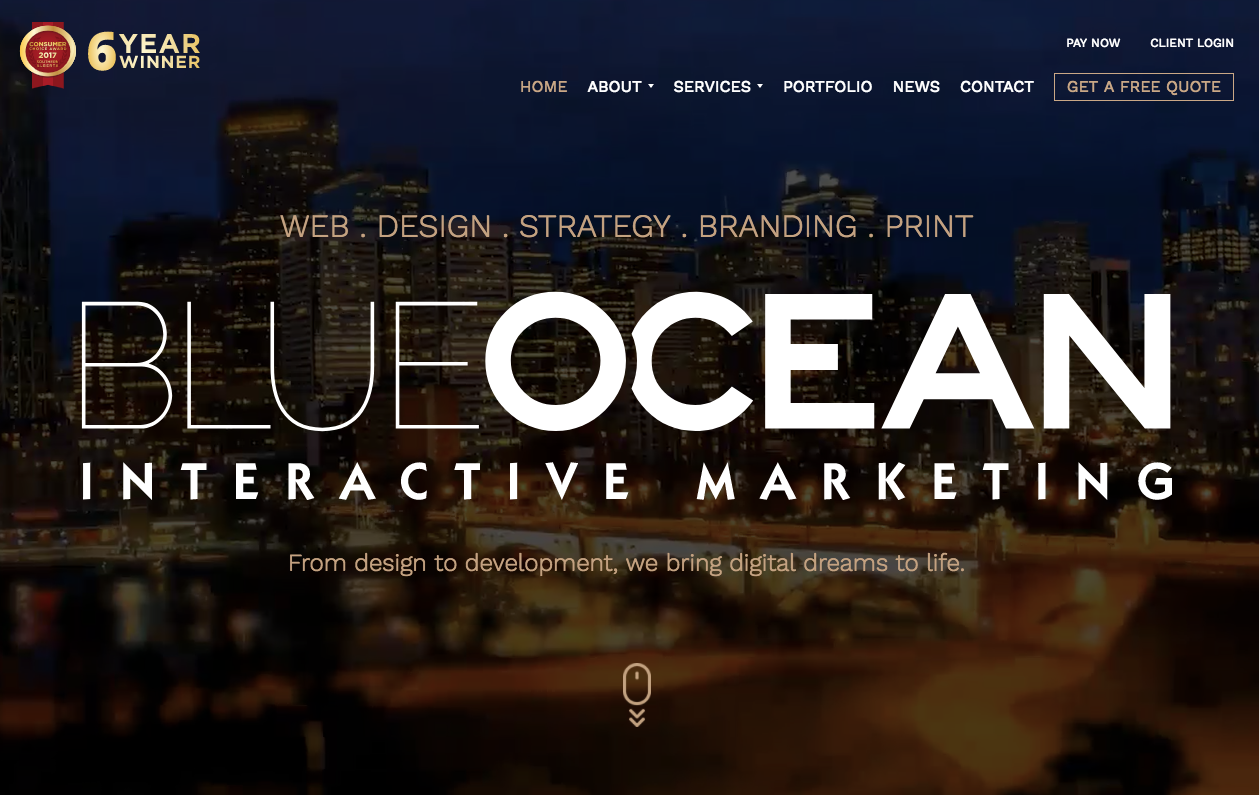 CONSUMER
CHOICE AWARD
2017
SOUTHERN
ALBERTA
6 YEAR
WINNER
PAY NOW CLIENT LOGIN
HOME ABOUT SERVICES PORTFOLIO NEWS CONTACT GET A FREE QUOTE
WEB . DESIGN . STRATEGY . BRANDING . PRINT
BLUEOCEAN
INTERACTIVE MARKETING
From design to development, we bring digital dreams to life.